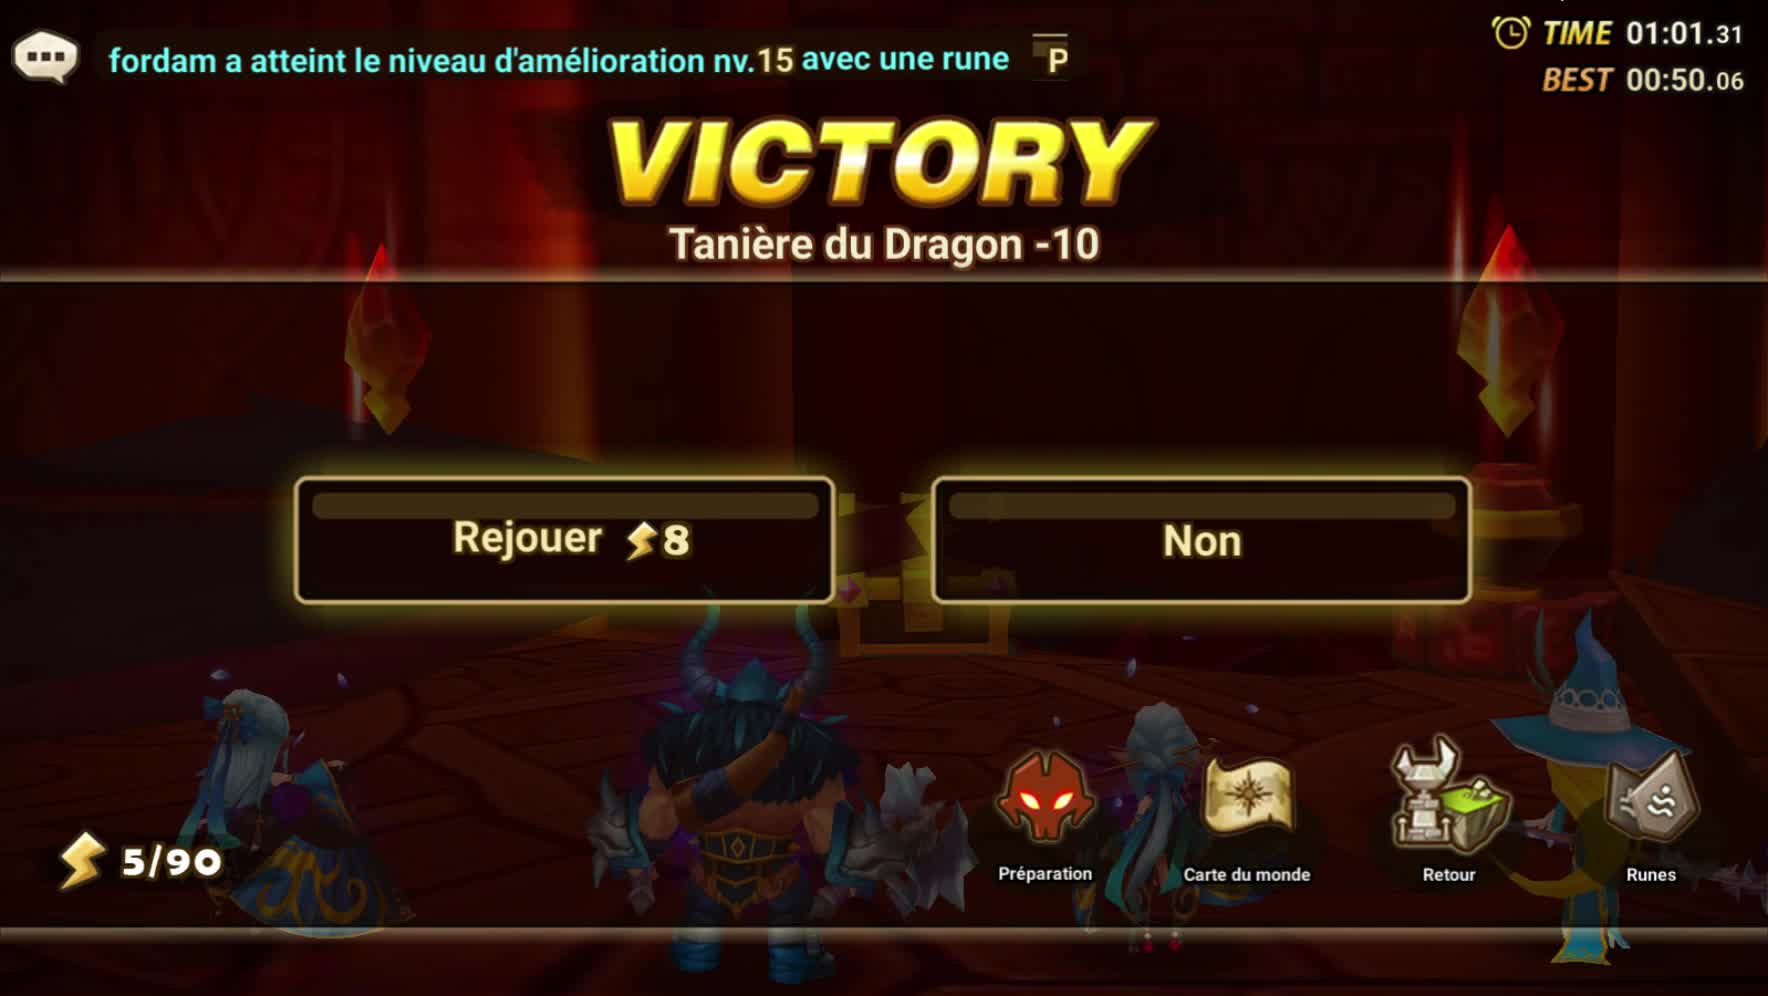 fordam a atteint le niveau d'amélioration nv.15 avec une rune P
TIME 01:01.31
BEST 00:50.06
VICTORY
Tanière du Dragon -10
Rejouer 8
Non
5/90
Préparation
Carte du monde
Retour
Runes